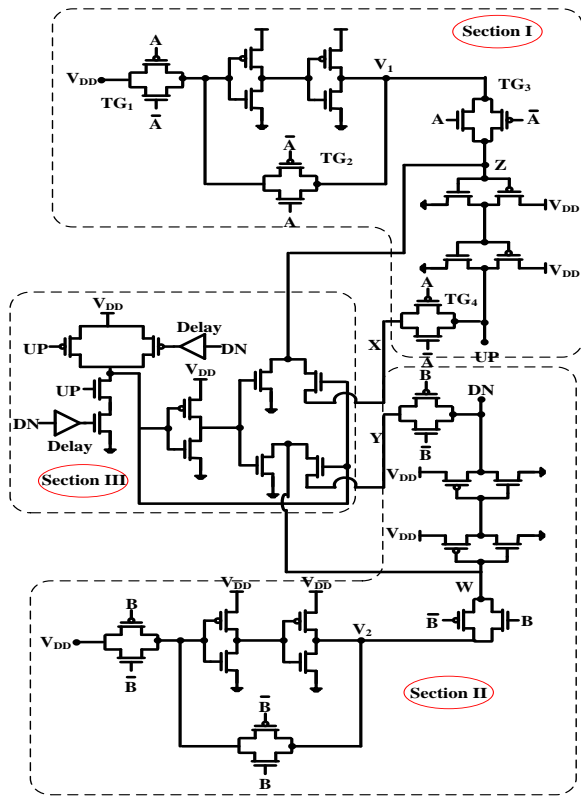 Section I
A
V1
VDD
TG1
A̅
TG3
A
A̅
A̅
TG2
A
Z
VDD
VDD
A
TG4
X
A̅
UP
VDD
Delay
UP
DN
UP
VDD
DN
Delay
Section III
B
DN
Y
B̅
VDD
VDD
W
B
VDD
VDD
V2
VDD
B̅
B
B̅
B̅
B
Section II